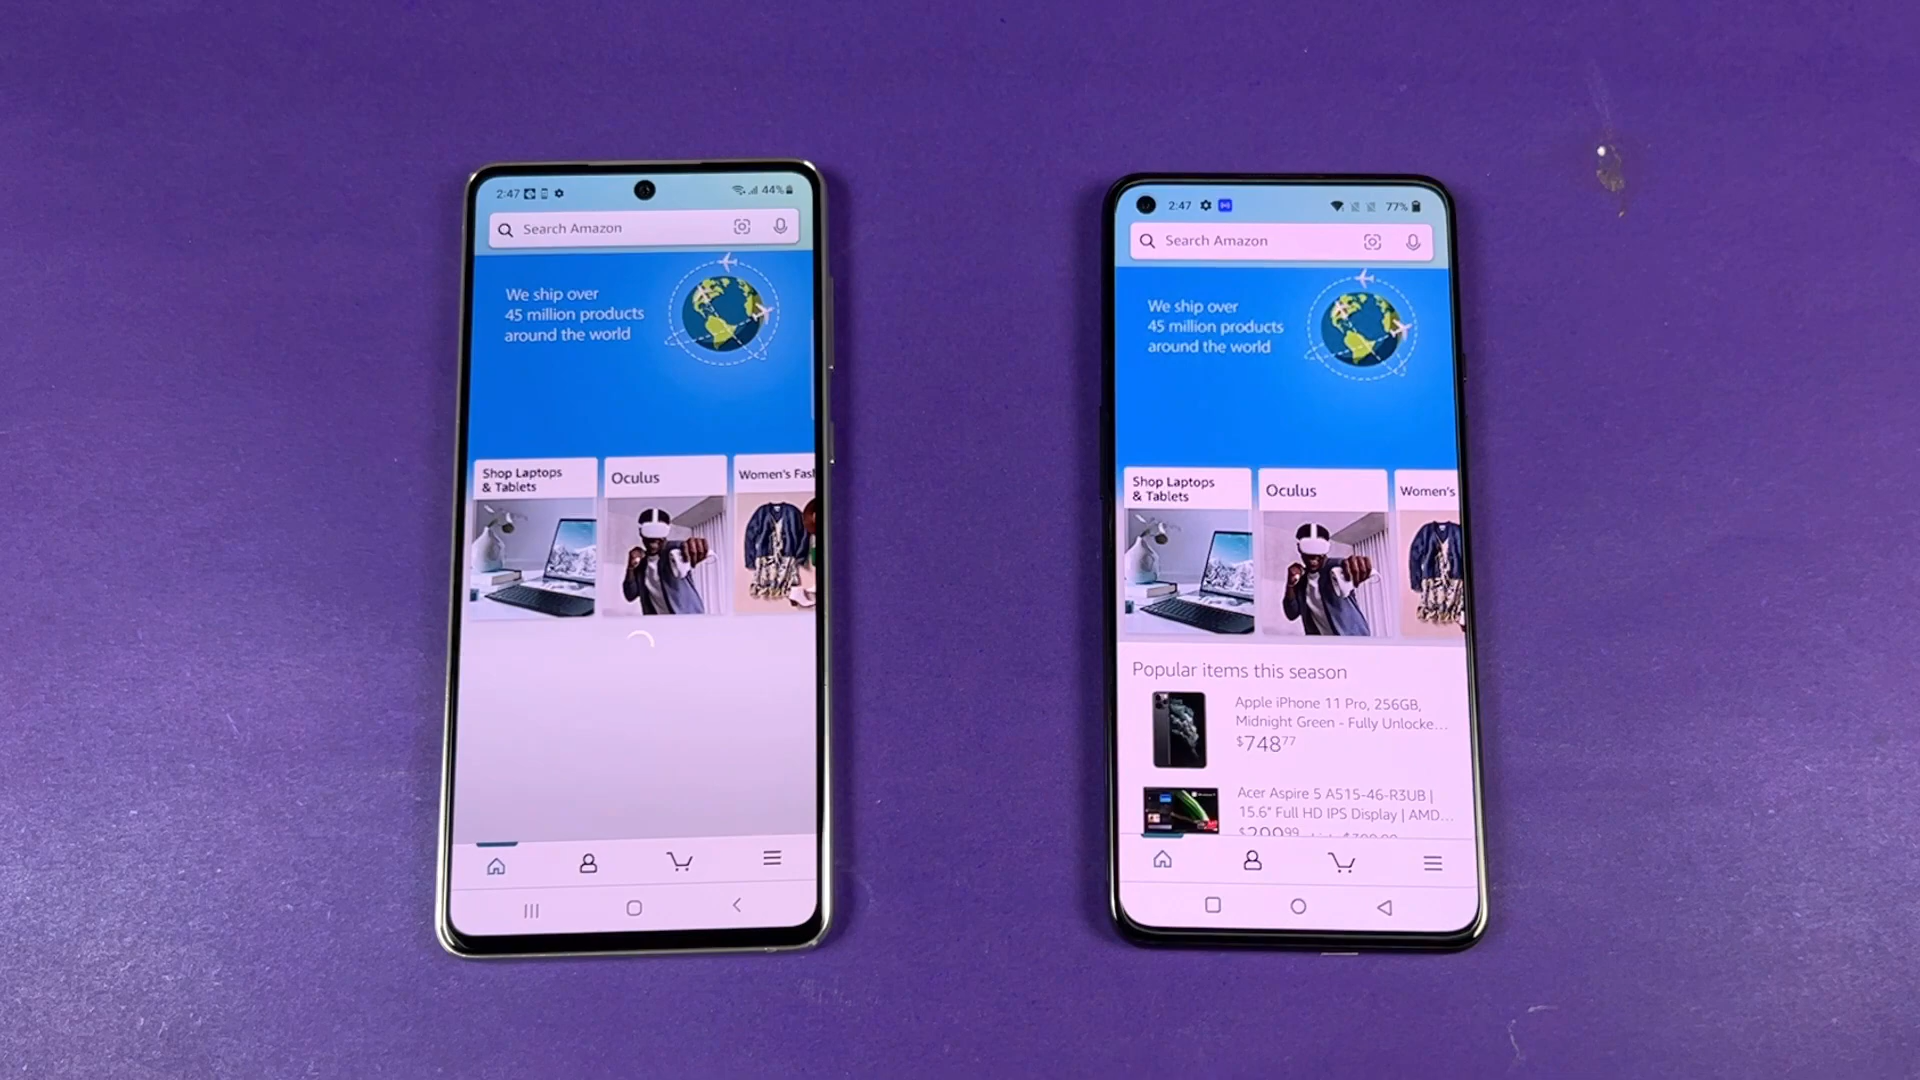 2:47
44%
Search Amazon
We ship over
45 million products
around the world
Shop Laptops
& Tablets
Oculus
Women's Fas
2:47
77%
Search Amazon
We ship over
45 million products
around the world
Shop Laptops
& Tablets
Oculus
Women's
Popular items this season
Apple iPhone 11 Pro, 256GB,
Midnight Green - Fully Unlocke...
$74877
Acer Aspire 5 A515-46-R3UB |
15.6" Full HD IPS Display | AMD...